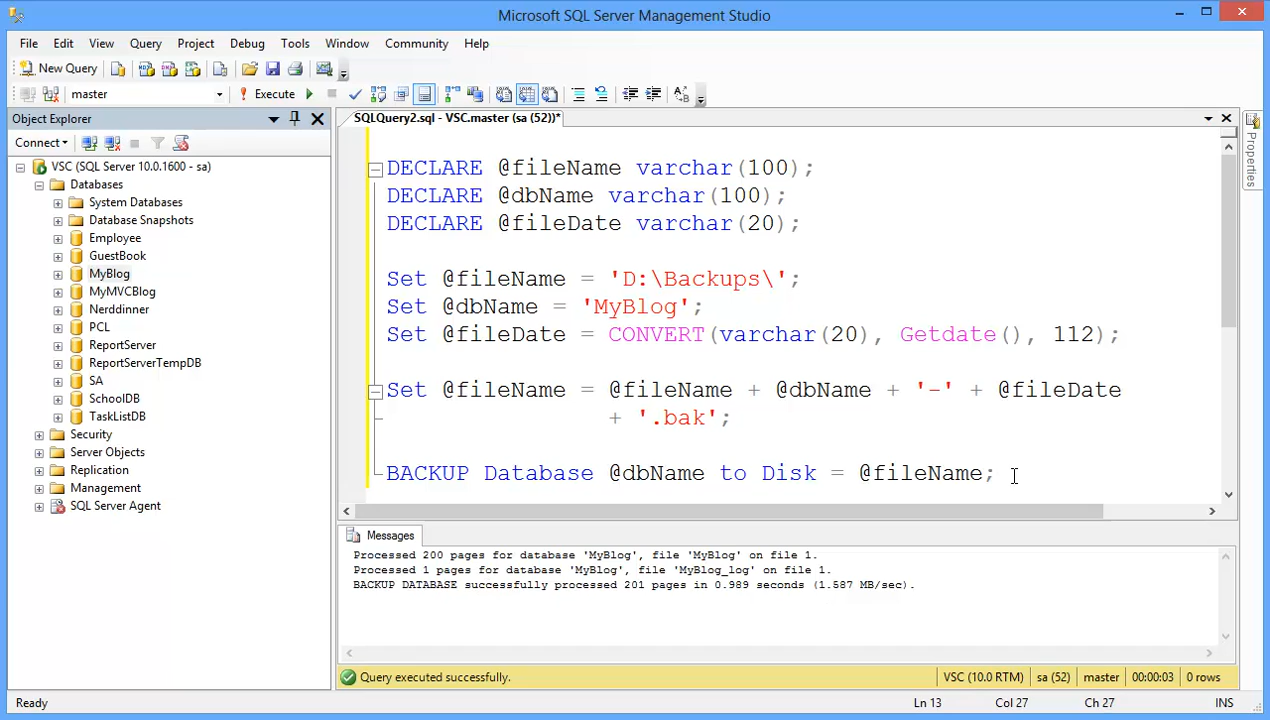 Microsoft SQL Server Management Studio
File Edit View Query Project Debug Tools Window Community Help
New Query
master Execute
Object Explorer
SQLQuery2.sql - VSC.master (sa (52))*
Connect
VSC (SQL Server 10.0.1600 - sa)
Databases
System Databases
Database Snapshots
Employee
GuestBook
MyBlog
MyMVCBlog
Nerddinner
PCL
ReportServer
ReportServerTempDB
SA
SchoolDB
TaskListDB
Security
Server Objects
Replication
Management
SQL Server Agent
DECLARE @fileName varchar(100);
DECLARE @dbName varchar(100);
DECLARE @fileDate varchar(20);
Set @fileName = 'D:\Backups\';
Set @dbName = 'MyBlog';
Set @fileDate = CONVERT(varchar(20), Getdate(), 112);
Set @fileName = @fileName + @dbName + '-' + @fileDate
+ '.bak';
BACKUP Database @dbName to Disk = @fileName;
Properties
Messages
Processed 200 pages for database 'MyBlog', file 'MyBlog' on file 1.
Processed 1 pages for database 'MyBlog', file 'MyBlog_log' on file 1.
BACKUP DATABASE successfully processed 201 pages in 0.989 seconds (1.587 MB/sec).
Query executed successfully. VSC (10.0 RTM) sa (52) master 00:00:03 0 rows
Ready Ln 13 Col 27 Ch 27 INS